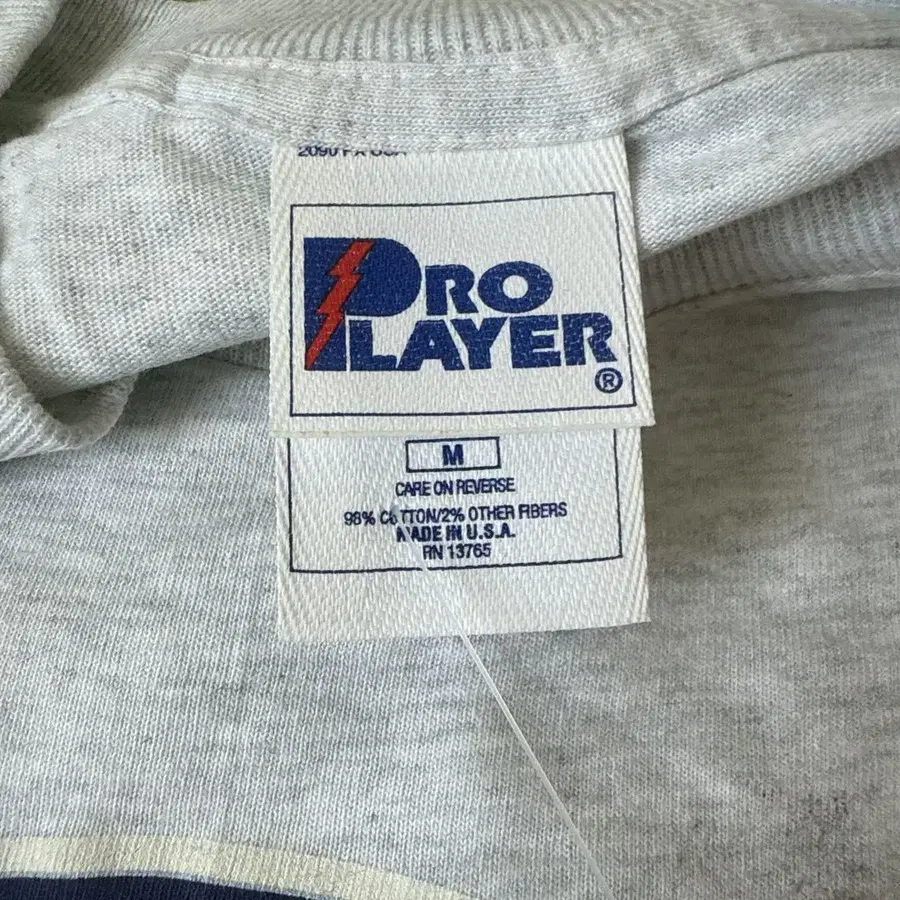 PRO
PLAYER
®
M
CARE ON REVERSE
98% COTTON/2% OTHER FIBERS
MADE IN U.S.A.
RN 13765